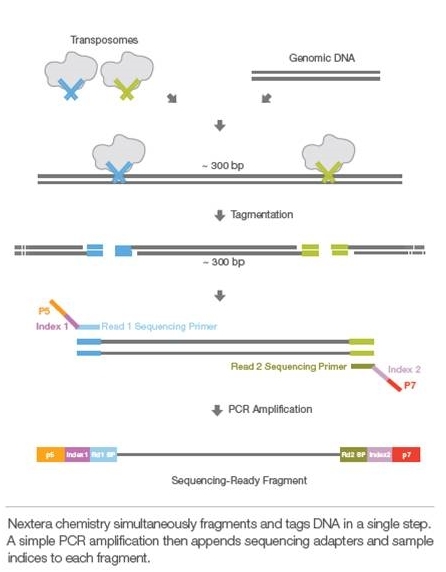 Transposomes
Genomic DNA
~ 300 bp
Tagmentation
~ 300 bp
P5
Index 1
Read 1 Sequencing Primer
Read 2 Sequencing Primer
Index 2
P7
PCR Amplification
p5 Index1 Rd1 SP Rd2 SP Index2 p7
Sequencing-Ready Fragment
Nextera chemistry simultaneously fragments and tags DNA in a single step.
A simple PCR amplification then appends sequencing adapters and sample
indices to each fragment.